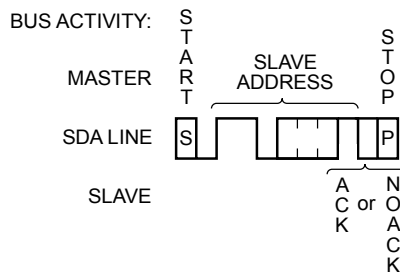 BUS ACTIVITY:
MASTER
START
SLAVE
ADDRESS
STOP
SDA LINE
S
P
SLAVE
ACK
or
NOACK